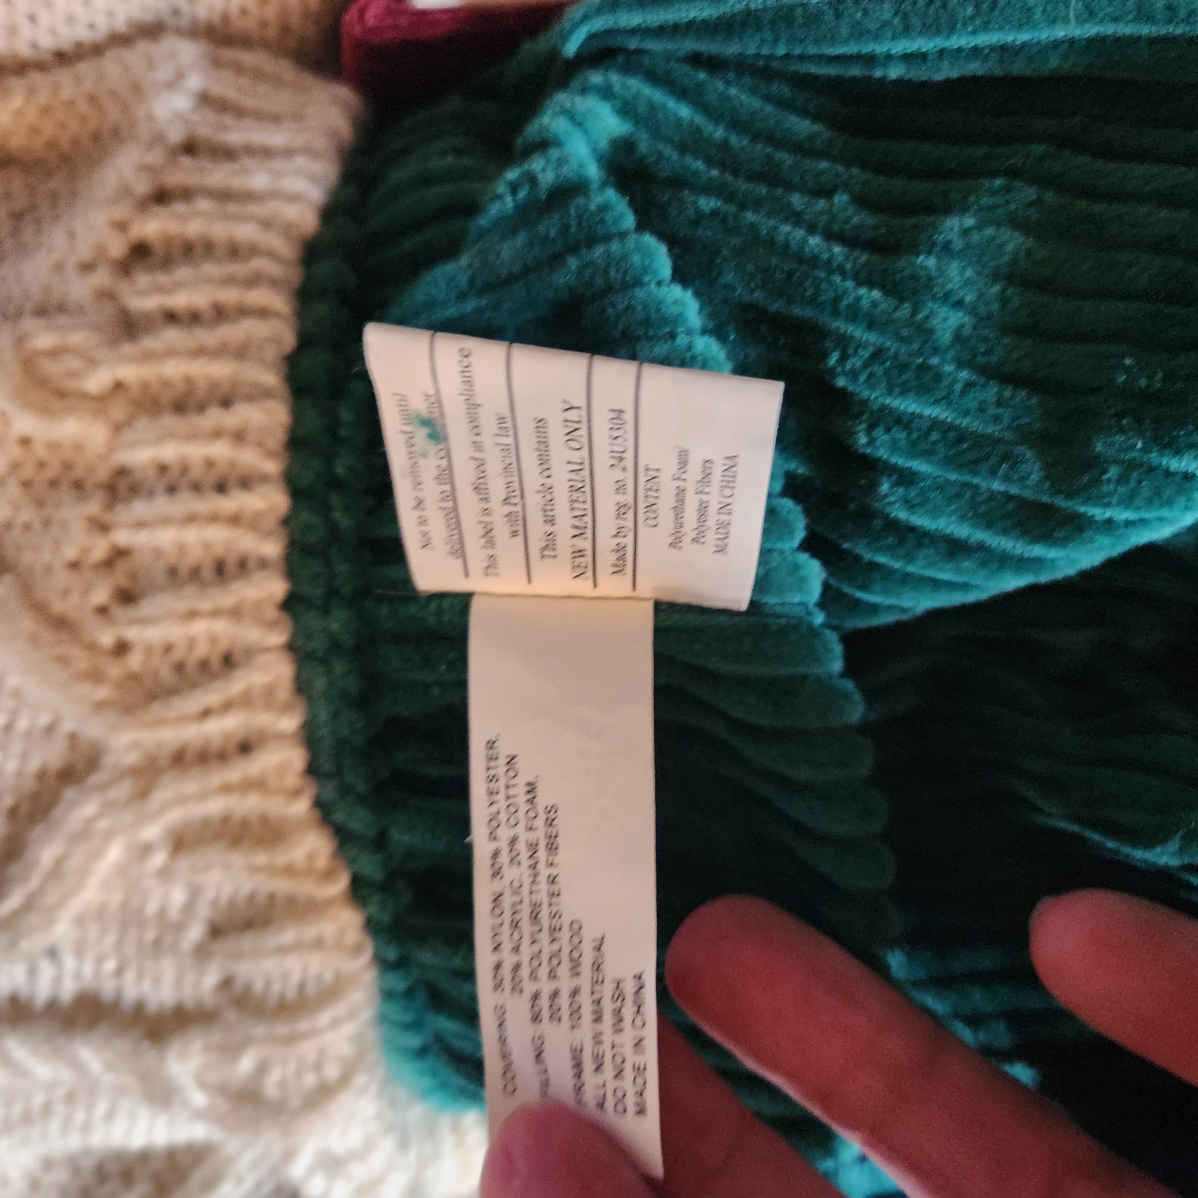 Not to be removed until
delivered to the
This label is affixed in compliance
with Provincial law
This article contains
NEW MATERIAL ONLY
Made by reg. no. 24U5304
CONTENT
Polyurethane Foam/
Polyester Fibers
MADE IN CHINA
COVERING: 30% NYLON, 30% POLYESTER,
20% ACRYLIC, 20% COTTON
FILLING: 80% POLYURETHANE FOAM,
20% POLYESTER FIBERS
FRAME: 100% WOOD
ALL NEW MATERIAL
DO NOT WASH
MADE IN CHINA